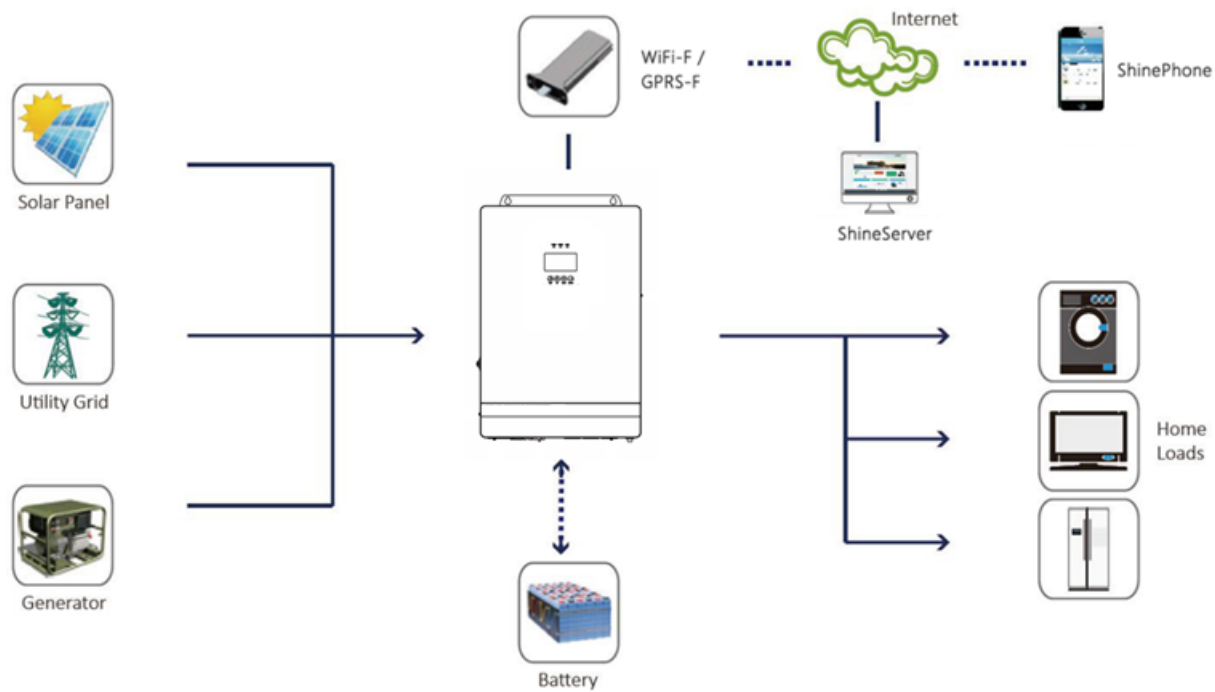 Internet
WiFi-F /
GPRS-F
ShinePhone
Solar Panel
ShineServer
Utility Grid
Home
Loads
Generator
Battery